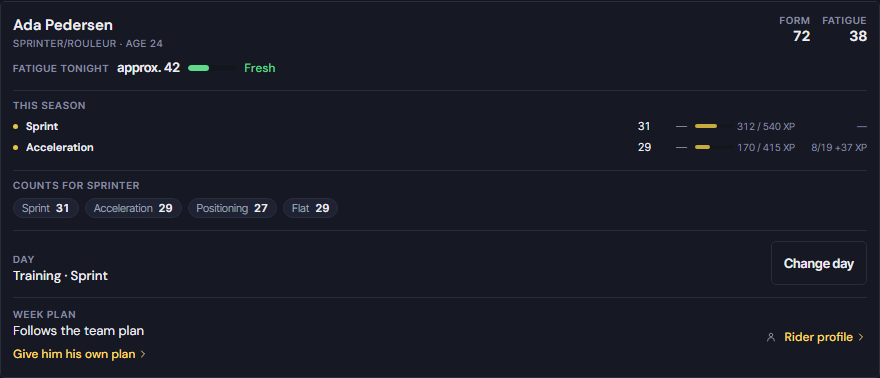 Ada Pedersen
SPRINTER/ROULEUR · AGE 24
FORM FATIGUE
72 38
FATIGUE TONIGHT approx. 42 Fresh
THIS SEASON
Sprint 31 — 312 / 540 XP —
Acceleration 29 — 170 / 415 XP 8/19 +37 XP
COUNTS FOR SPRINTER
Sprint 31 Acceleration 29 Positioning 27 Flat 29
DAY
Training · Sprint
Change day
WEEK PLAN
Follows the team plan
Give him his own plan ›
Rider profile ›